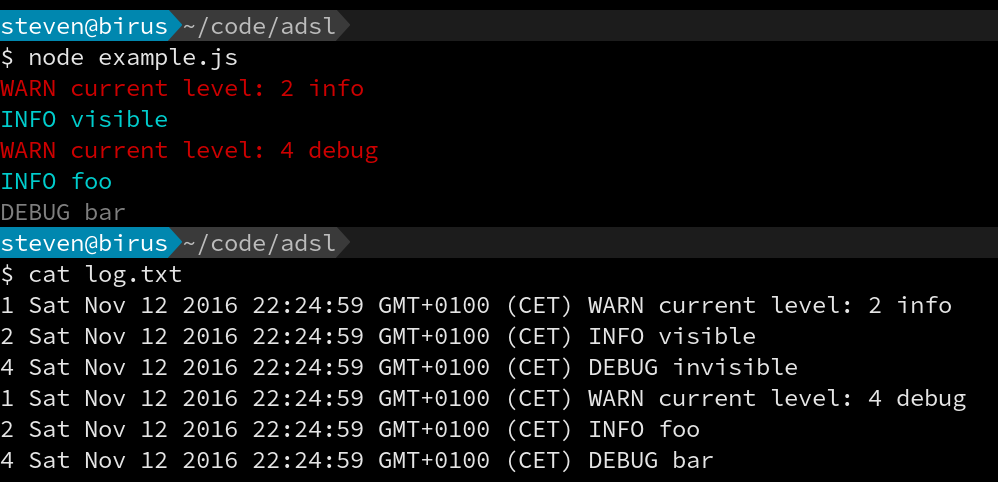 steven@birus ~/code/adsl
$ node example.js
WARN current level: 2 info
INFO visible
WARN current level: 4 debug
INFO foo
DEBUG bar
steven@birus ~/code/adsl
$ cat log.txt
1 Sat Nov 12 2016 22:24:59 GMT+0100 (CET) WARN current level: 2 info
2 Sat Nov 12 2016 22:24:59 GMT+0100 (CET) INFO visible
4 Sat Nov 12 2016 22:24:59 GMT+0100 (CET) DEBUG invisible
1 Sat Nov 12 2016 22:24:59 GMT+0100 (CET) WARN current level: 4 debug
2 Sat Nov 12 2016 22:24:59 GMT+0100 (CET) INFO foo
4 Sat Nov 12 2016 22:24:59 GMT+0100 (CET) DEBUG bar